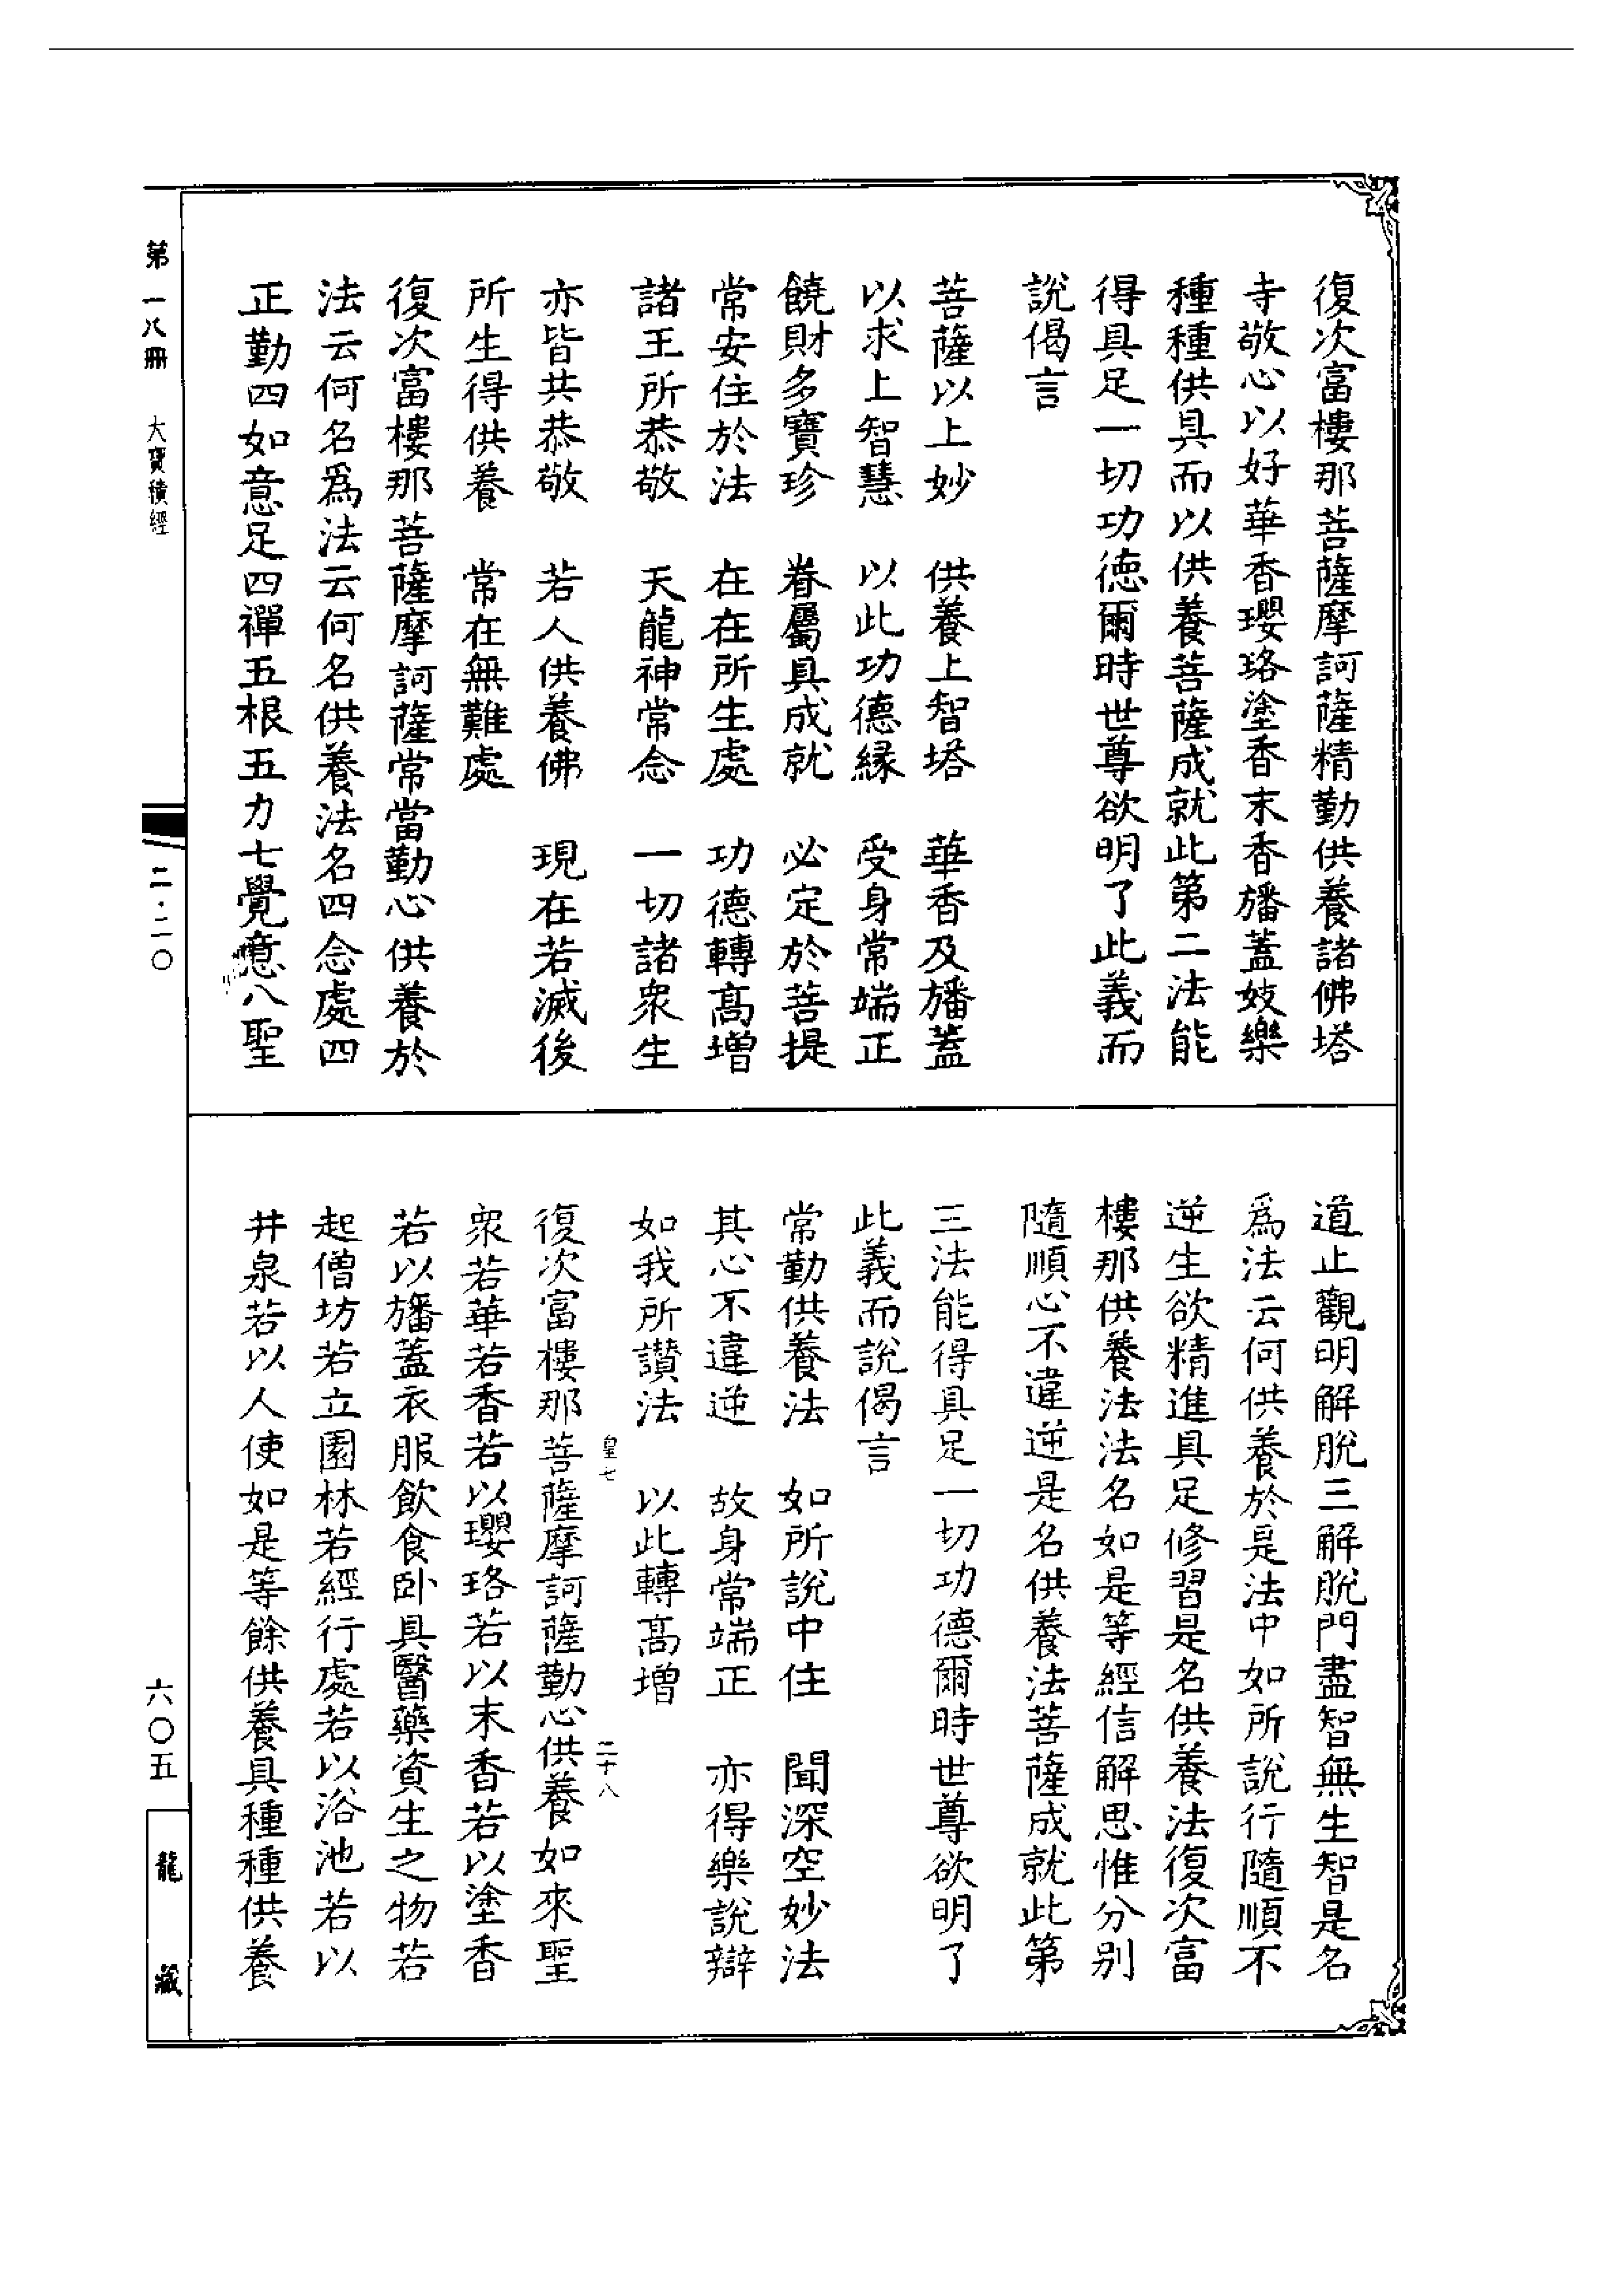 復次富樓那菩薩摩訶薩精勤供養諸佛塔
寺敬心以好華香瓔珞塗香末香旛蓋妓樂
種種供具而以供養菩薩成就此第二法能
得具足一切功德爾時世尊欲明了此義而
說偈言
菩薩以上妙　供養上智塔　華香及旛蓋
以求上智慧　以此功德緣　受身常端正
饒財多寶珍　眷屬具成就　必定於菩提
常安住於法　在在所生處　功德轉高增
諸王所恭敬　天龍神常念　一切諸眾生
亦皆共恭敬　若人供養佛　現在若滅後
所生得供養　常在無難處
復次富樓那菩薩摩訶薩常當勤心供養於
法云何名爲法云何名供養法名四念處四
正勤四如意足四禪五根五力七覺意八聖
道止觀明解脫三解脫門盡智無生智是名
爲法云何供養於是法中如所說行隨順不
逆生欲精進具足修習是名供養法復次富
樓那供養法法名如是等經信解思惟分別
隨順心不違逆是名供養法菩薩成就此第
三法能得具足一切功德爾時世尊欲明了
此義而說偈言
常勤供養法　如所說中住　聞深空妙法
其心不違逆　故身常端正　亦得樂說辯
如我所讚法　以此轉高增
皇七　二十八
復次富樓那菩薩摩訶薩勤心供養如來聖
眾若華若香若以瓔珞若以末香若以塗香
若以旛蓋衣服飲食卧具醫藥資生之物若
起僧坊若立園林若經行處若以浴池若以
井泉若以人使如是等餘供養具種種供養
第一八冊　大寶積經　二·二〇　六〇五　龍藏